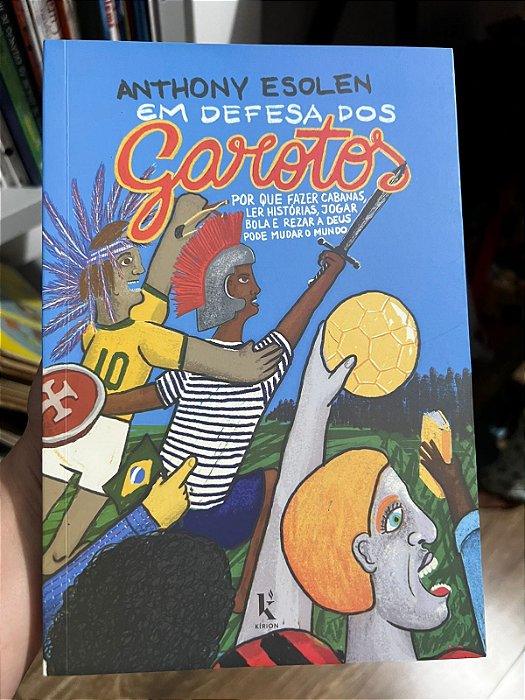 ANTHONY ESOLEN
EM DEFESA DOS
Garotos
POR QUE FAZER CABANAS,
LER HISTÓRIAS, JOGAR
BOLA E REZAR A DEUS
PODE MUDAR O MUNDO
10
K
KÍRION